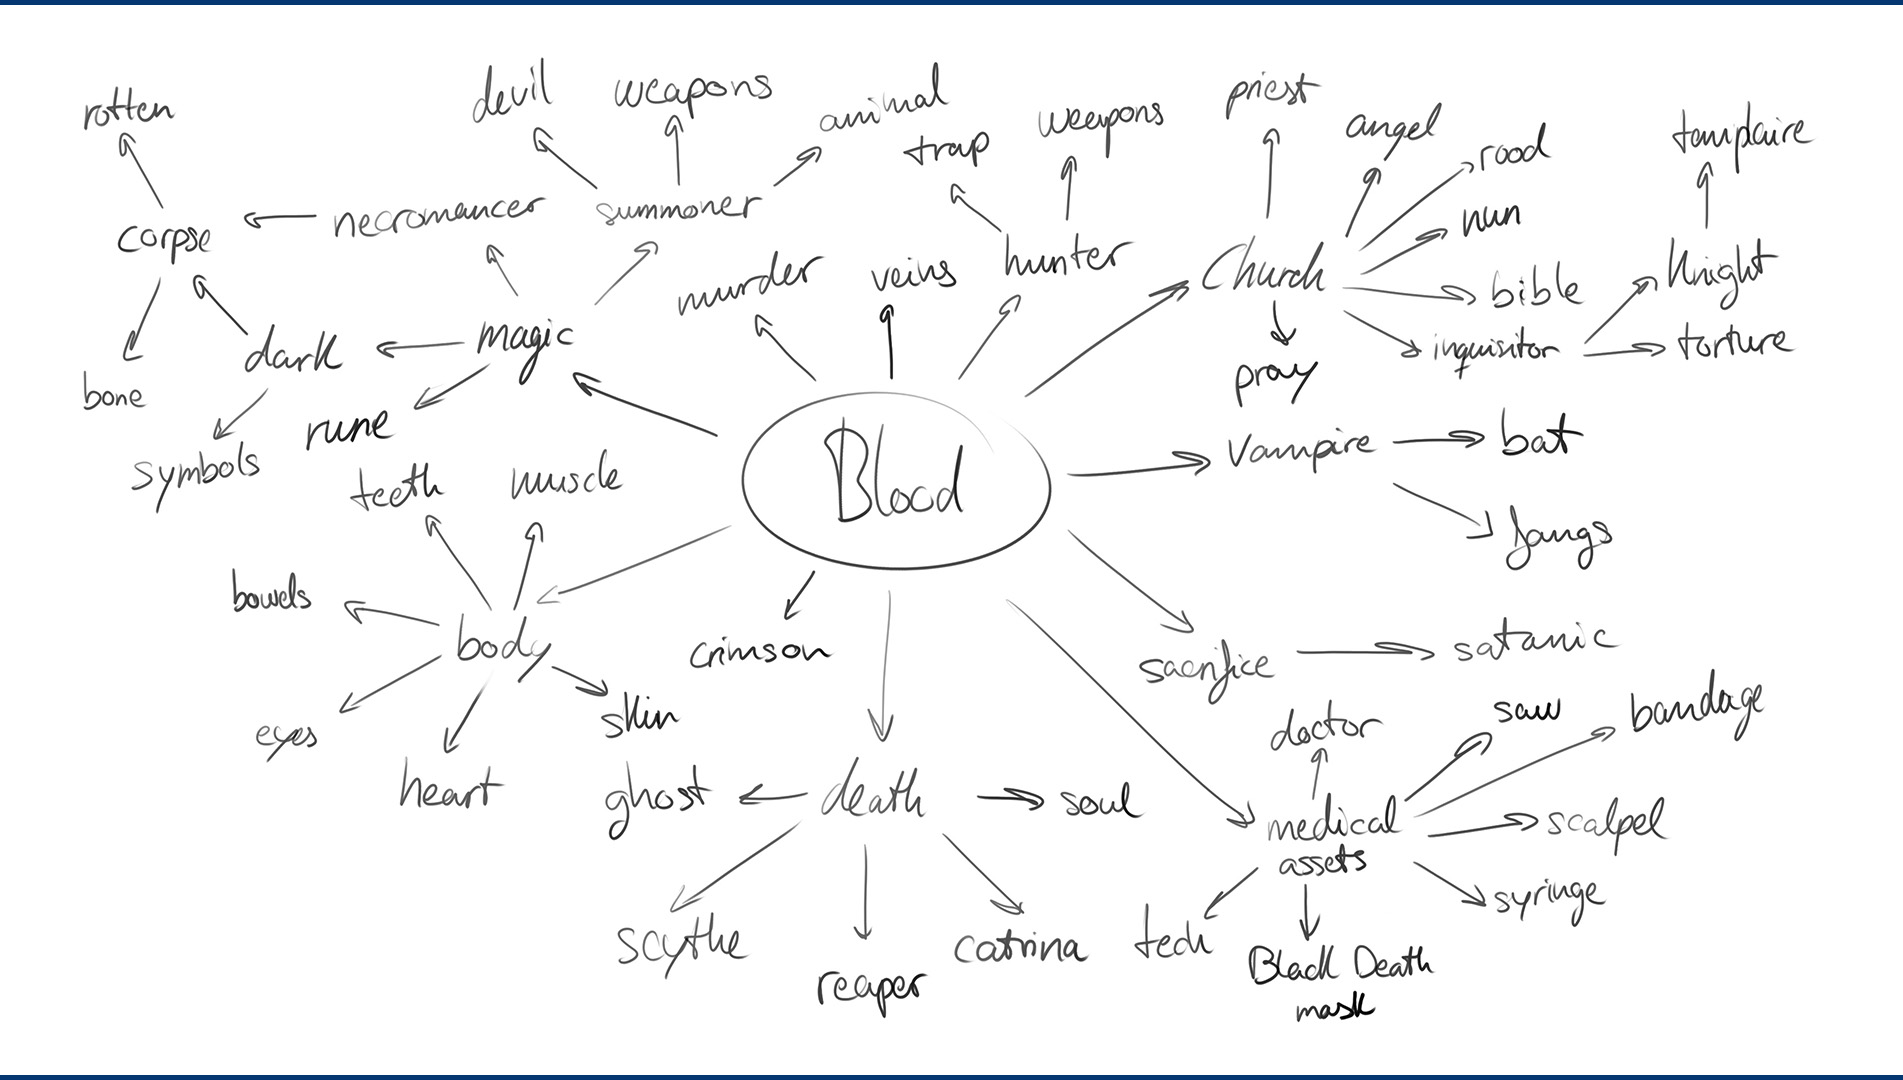 rotten
devil
weapons
animal
trap
weapons
priest
angel
rood
templaire
nun
corpse
necromancer
summoner
hunter
Church
bible
Knight
murder
veins
inquisitor
torture
pray
dark
magic
bone
rune
symbols
teeth
muscle
Blood
Vampire
bat
fangs
bowels
body
crimson
sacrifice
satanic
eyes
skin
heart
ghost
death
soul
doctor
saw
bandage
medical
assets
scalpel
syringe
scythe
reaper
catrina
tech
Black Death
mask